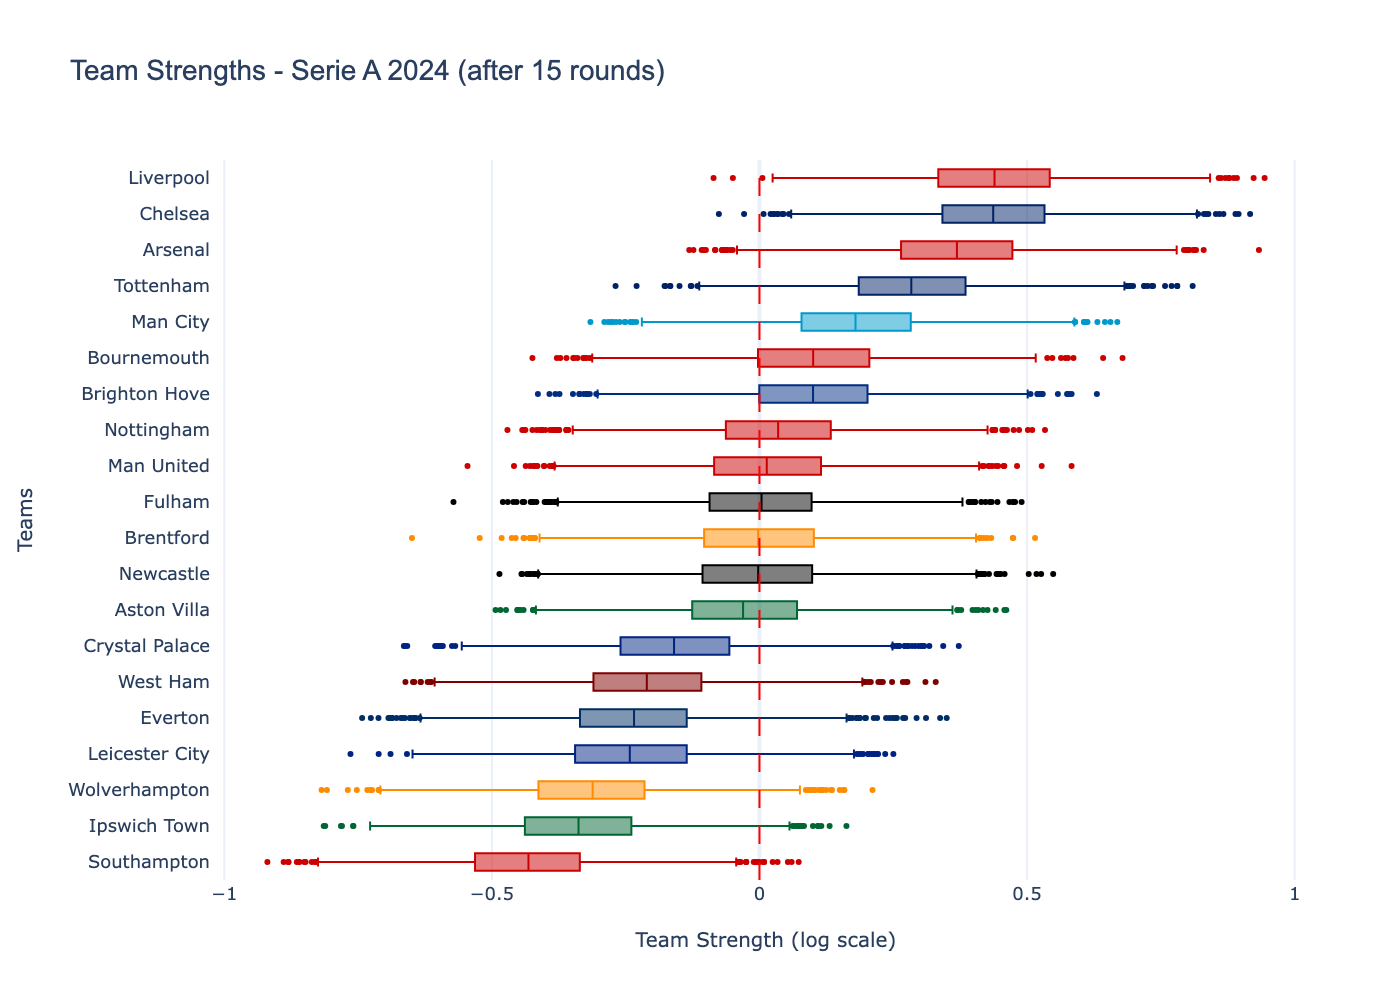 Team Strengths - Serie A 2024 (after 15 rounds)
Teams
Liverpool
Chelsea
Arsenal
Tottenham
Man City
Bournemouth
Brighton Hove
Nottingham
Man United
Fulham
Brentford
Newcastle
Aston Villa
Crystal Palace
West Ham
Everton
Leicester City
Wolverhampton
Ipswich Town
Southampton
−1 −0.5 0 0.5 1
Team Strength (log scale)